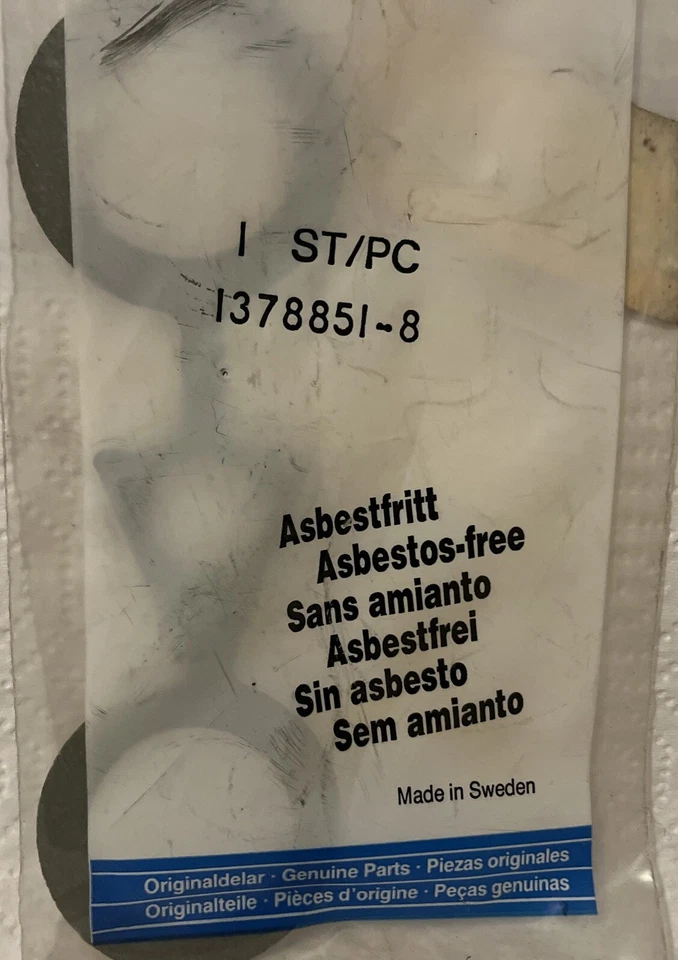 1 ST/PC
1378851-8
Asbestfritt
Asbestos-free
Sans amianto
Asbestfrei
Sin asbesto
Sem amianto
Made in Sweden
Originaldelar · Genuine Parts · Piezas originales
Originalteile · Pièces d'origine · Peças genuinas